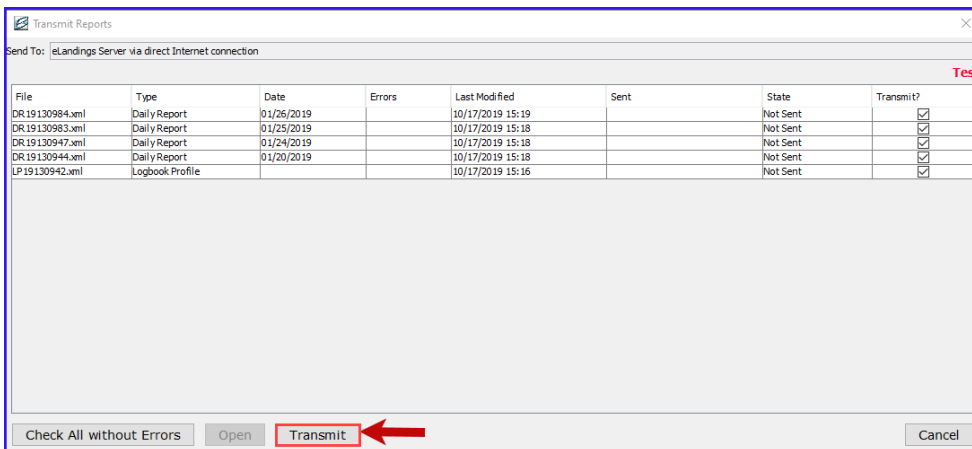 Transmit Reports
Send To: eLandings Server via direct Internet connection
Tes
File Type Date Errors Last Modified Sent State Transmit?
DR19130984.xml Daily Report 01/26/2019 10/17/2019 15:19 Not Sent
DR19130983.xml Daily Report 01/25/2019 10/17/2019 15:18 Not Sent
DR19130947.xml Daily Report 01/24/2019 10/17/2019 15:18 Not Sent
DR19130944.xml Daily Report 01/20/2019 10/17/2019 15:18 Not Sent
LP19130942.xml Logbook Profile 10/17/2019 15:16 Not Sent
Check All without Errors Open Transmit Cancel